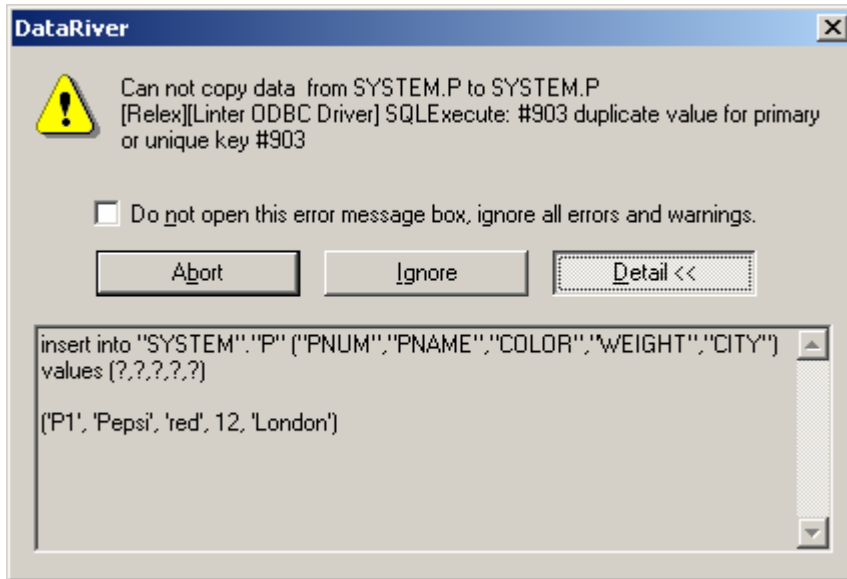 DataRiver
Can not copy data  from SYSTEM.P to SYSTEM.P
[Relex][Linter ODBC Driver] SQLExecute: #903 duplicate value for primary
or unique key #903
Do not open this error message box, ignore all errors and warnings.
Abort Ignore Detail <<
insert into "SYSTEM"."P" ("PNUM","PNAME","COLOR","WEIGHT","CITY")
values (?,?,?,?,?)
('P1', 'Pepsi', 'red', 12, 'London')